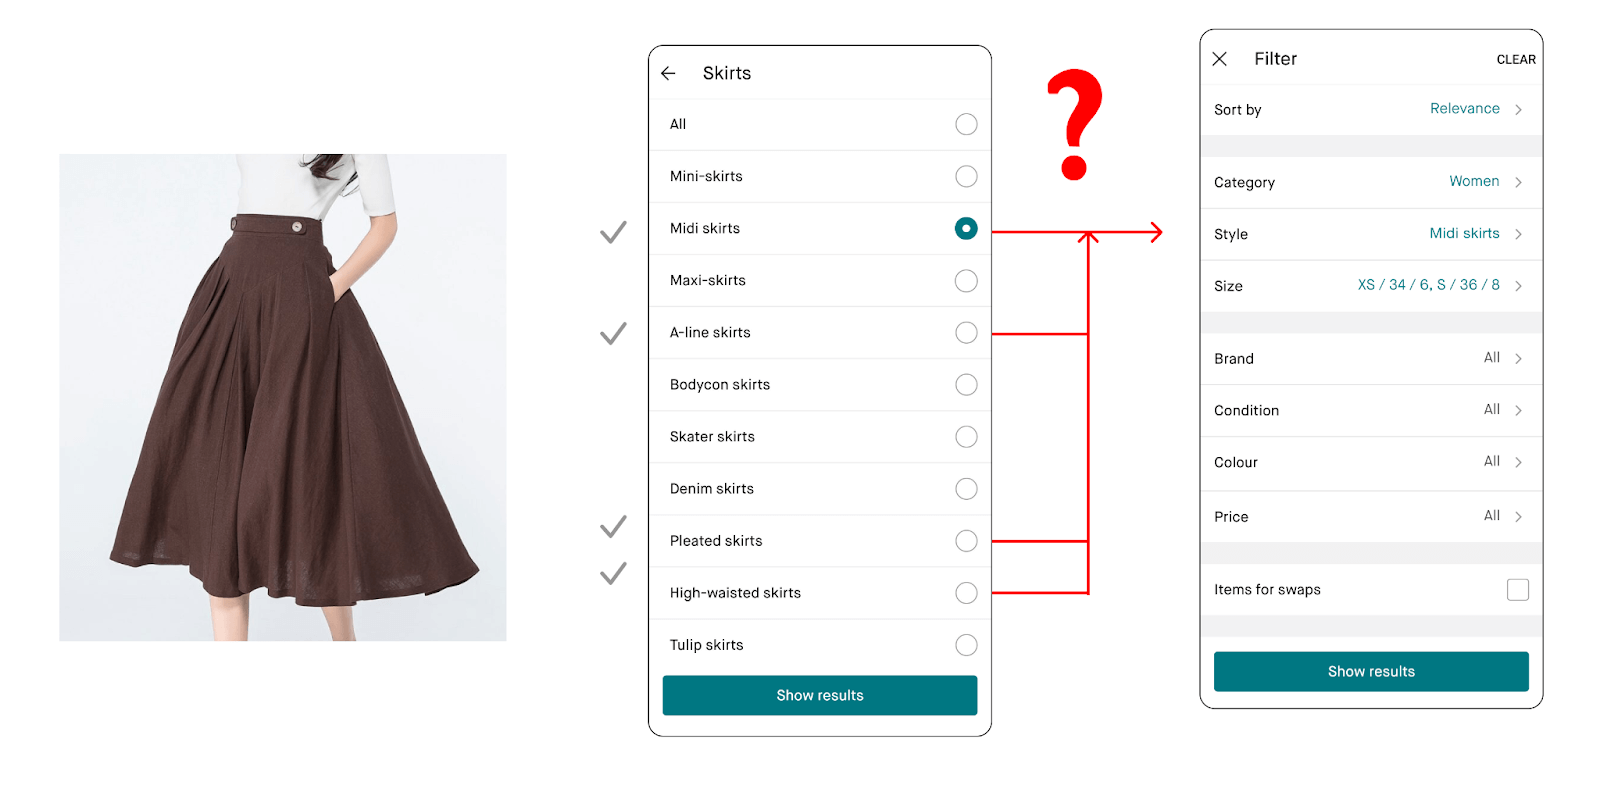 Skirts
All
Mini-skirts
Midi skirts
Maxi-skirts
A-line skirts
Bodycon skirts
Skater skirts
Denim skirts
Pleated skirts
High-waisted skirts
Tulip skirts
Show results
?
Filter CLEAR
Sort by Relevance
Category Women
Style Midi skirts
Size XS / 34 / 6, S / 36 / 8
Brand All
Condition All
Colour All
Price All
Items for swaps
Show results